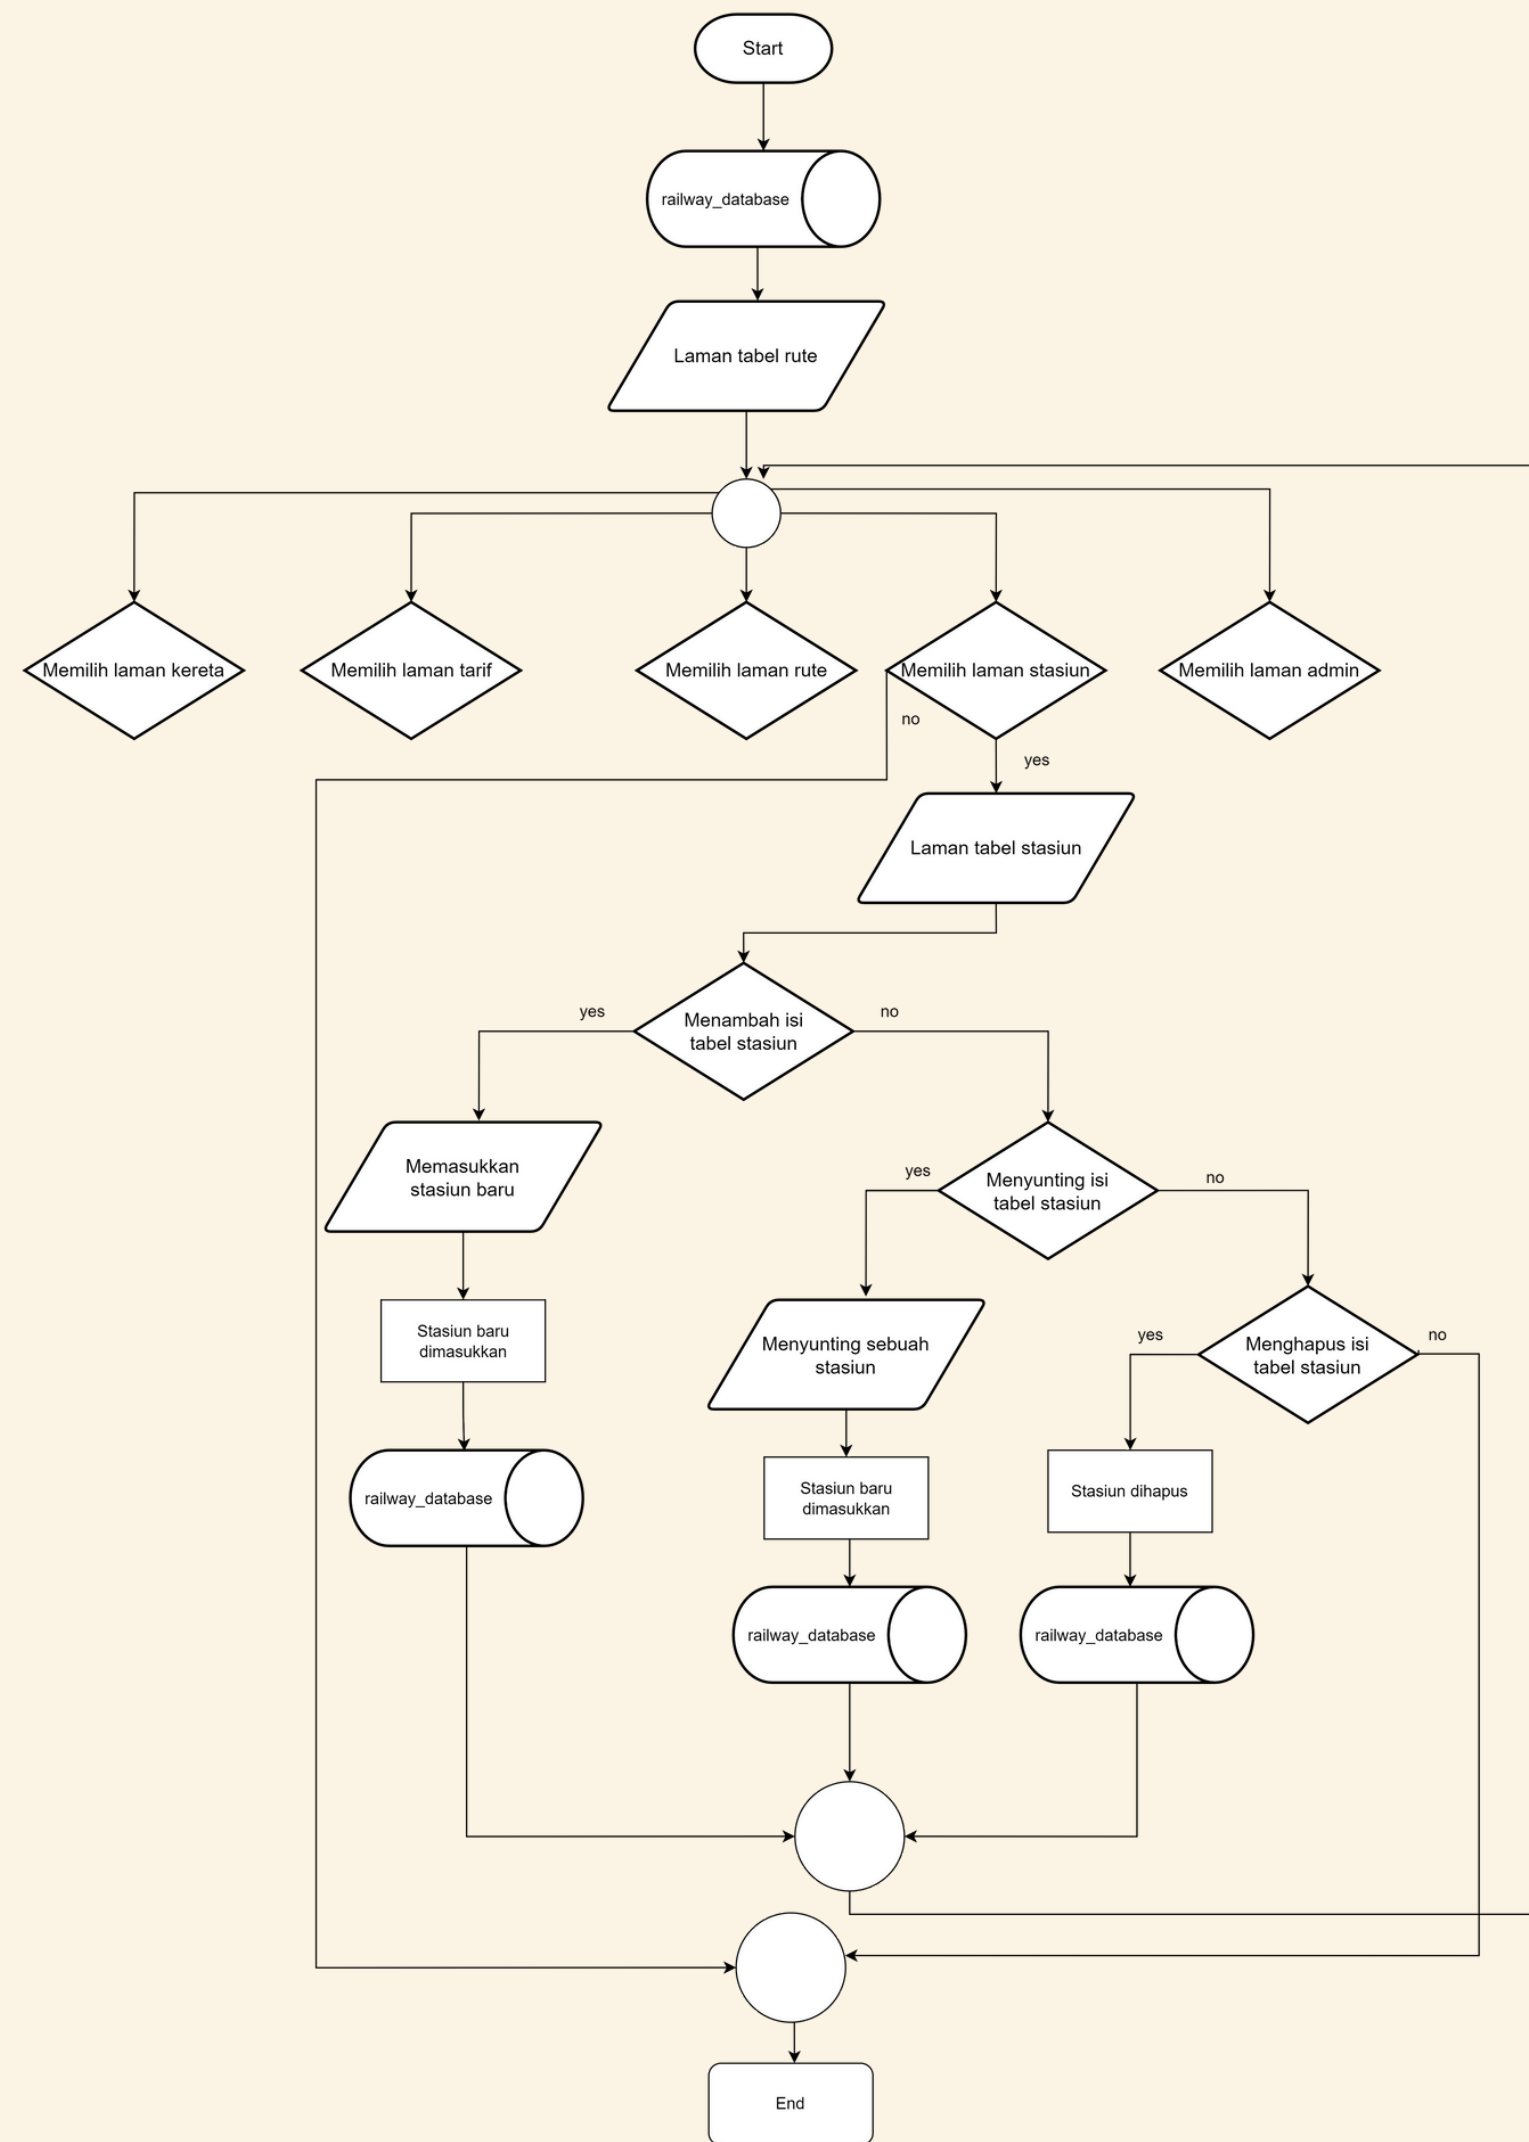 Start
railway_database
Laman tabel rute
Memilih laman kereta
Memilih laman tarif
Memilih laman rute
Memilih laman stasiun
Memilih laman admin
no
yes
Laman tabel stasiun
yes
no
Menambah isi
tabel stasiun
Memasukkan
stasiun baru
yes
no
Menyunting isi
tabel stasiun
Stasiun baru
dimasukkan
Menyunting sebuah
stasiun
yes
no
Menghapus isi
tabel stasiun
railway_database
Stasiun baru
dimasukkan
Stasiun dihapus
railway_database
railway_database
End